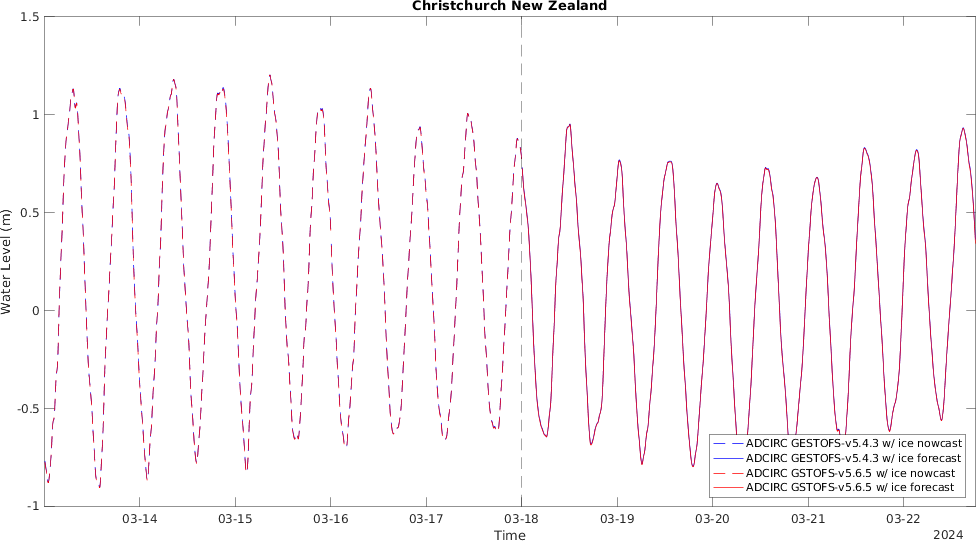 Christchurch New Zealand
1.5
1
0.5
0
-0.5
-1
Water Level (m)
ADCIRC GESTOFS-v5.4.3 w/ ice nowcast
ADCIRC GESTOFS-v5.4.3 w/ ice forecast
ADCIRC GSTOFS-v5.6.5 w/ ice nowcast
ADCIRC GSTOFS-v5.6.5 w/ ice forecast
03-14 03-15 03-16 03-17 03-18 03-19 03-20 03-21 03-22
Time
2024